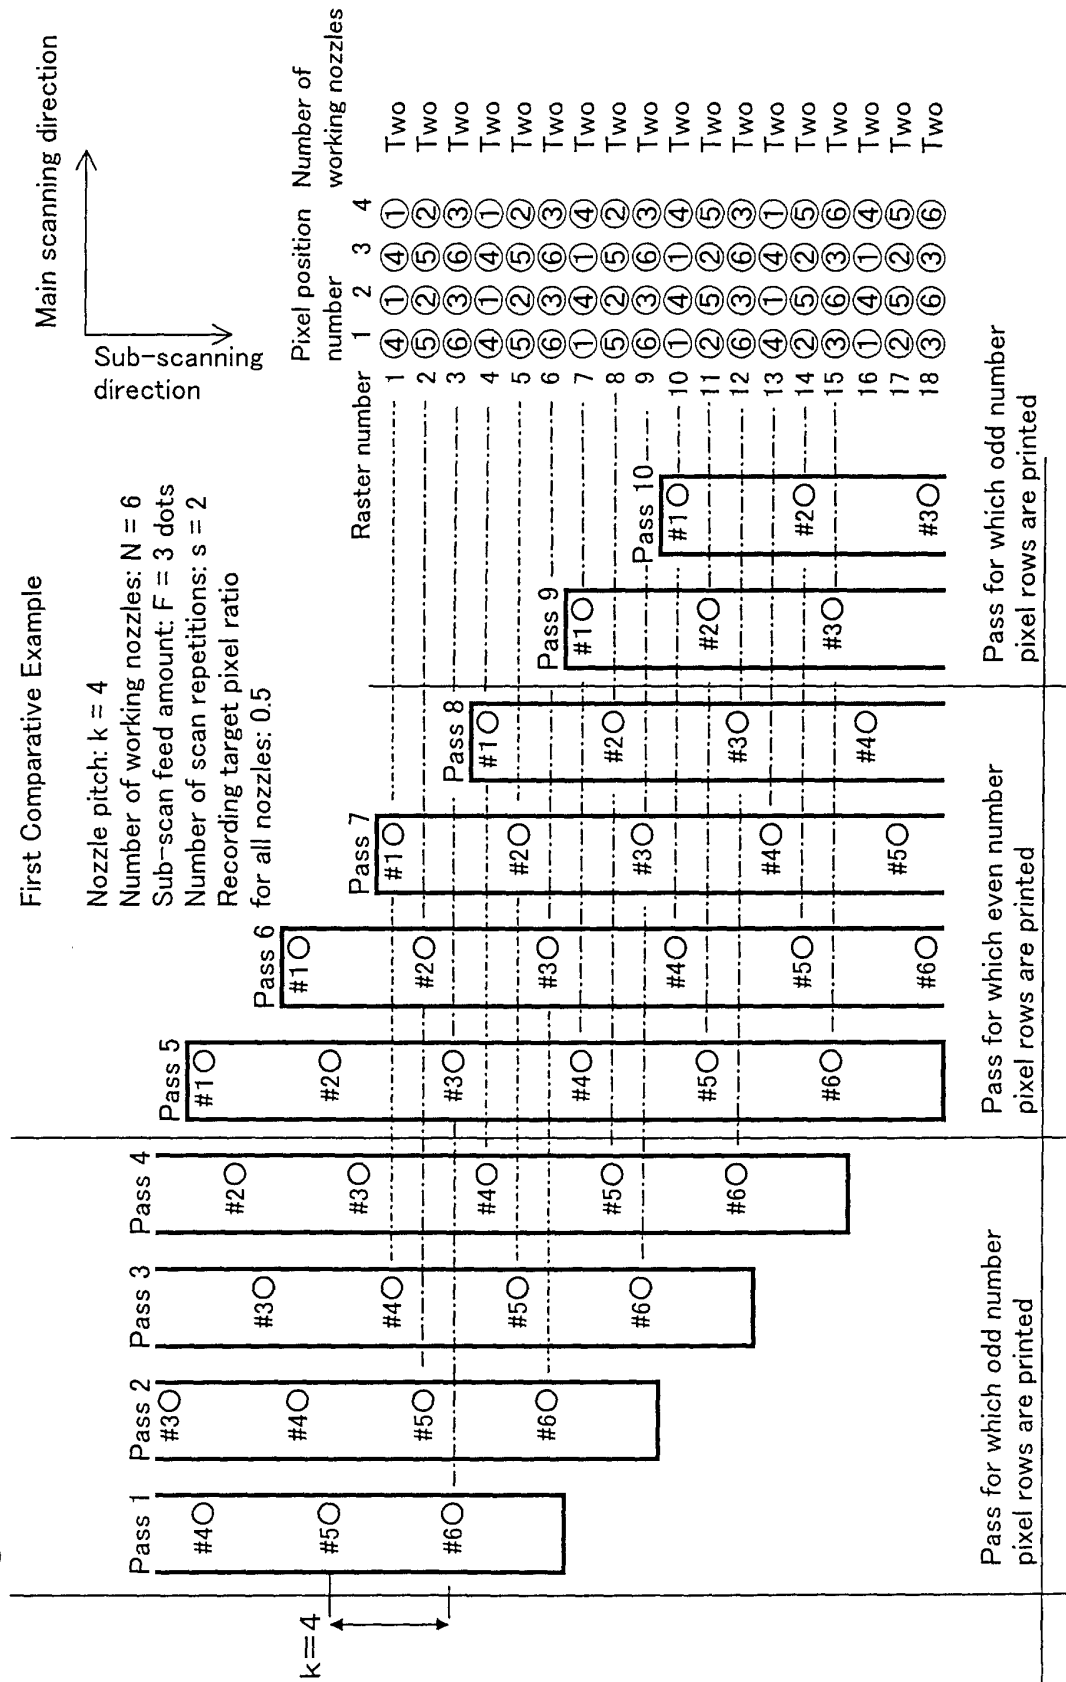 First Comparative Example
Nozzle pitch: k = 4
Number of working nozzles: N = 6
Sub-scan feed amount: F = 3 dots
Number of scan repetitions: s = 2
Recording target pixel ratio
for all nozzles: 0.5
Main scanning direction
Sub-scanning
direction
Pass 1
#4
#5
#6
k=4
Pass 2
#3
#4
#5
#6
Pass 3
#3
#4
#5
#6
Pass 4
#2
#3
#4
#5
#6
Pass 5
#1
#2
#3
#4
#5
#6
Pass 6
#1
#2
#3
#4
#5
#6
Pass 7
#1
#2
#3
#4
#5
Pass 8
#1
#2
#3
#4
Pass 9
#1
#2
#3
Pass 10
#1
#2
#3
Pixel position Number of
number working nozzles
Raster number 1 2 3 4
1 ④ ① ④ ① Two
2 ⑤ ② ⑤ ② Two
3 ⑥ ③ ⑥ ③ Two
4 ④ ① ④ ① Two
5 ⑤ ② ⑤ ② Two
6 ⑥ ③ ⑥ ③ Two
7 ① ④ ① ④ Two
8 ⑤ ② ⑤ ② Two
9 ⑥ ③ ⑥ ③ Two
10 ① ④ ① ④ Two
11 ② ⑤ ② ⑤ Two
12 ⑥ ③ ⑥ ③ Two
13 ④ ① ④ ① Two
14 ② ⑤ ② ⑤ Two
15 ③ ⑥ ③ ⑥ Two
16 ① ④ ① ④ Two
17 ② ⑤ ② ⑤ Two
18 ③ ⑥ ③ ⑥ Two
Pass for which odd number
pixel rows are printed
Pass for which even number
pixel rows are printed
Pass for which odd number
pixel rows are printed